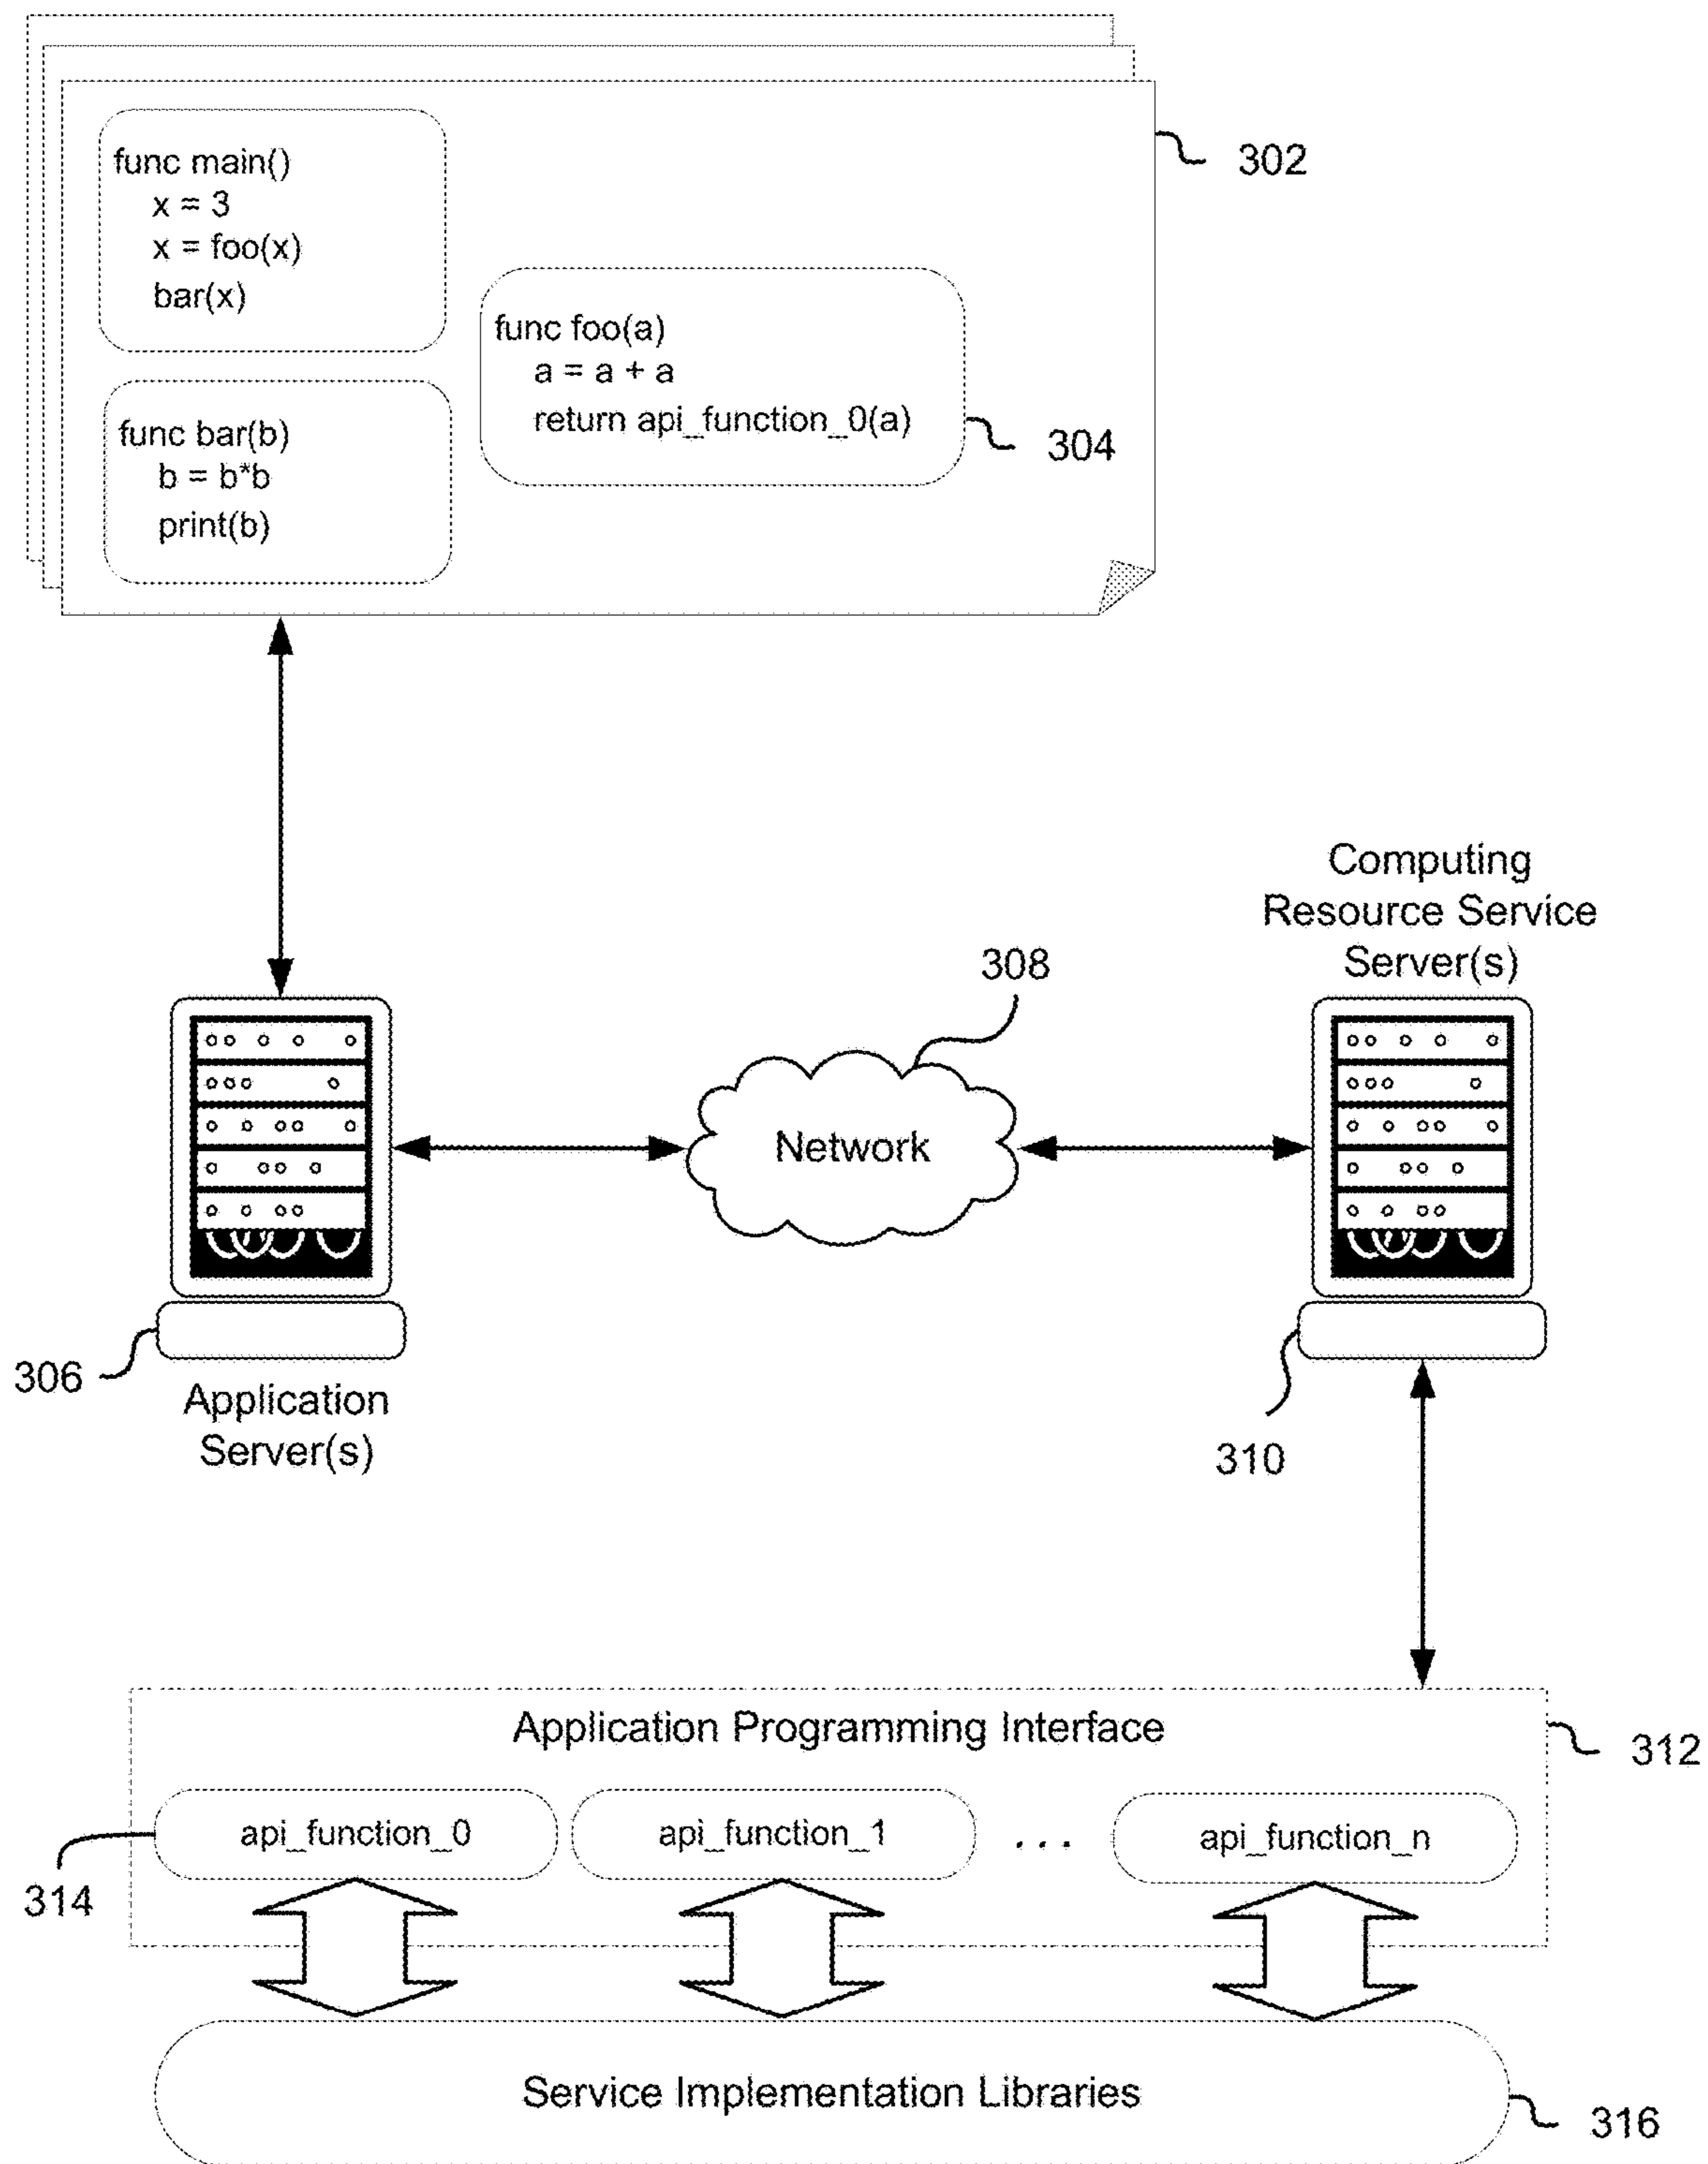 func main()
x = 3
x = foo(x)
bar(x)
302
func foo(a)
a = a + a
return api_function_0(a)
304
func bar(b)
b = b*b
print(b)
Computing
Resource Service
Server(s)
308
Network
306
Application
Server(s)
310
Application Programming Interface
312
api_function_0
api_function_1
...
api_function_n
314
Service Implementation Libraries
316